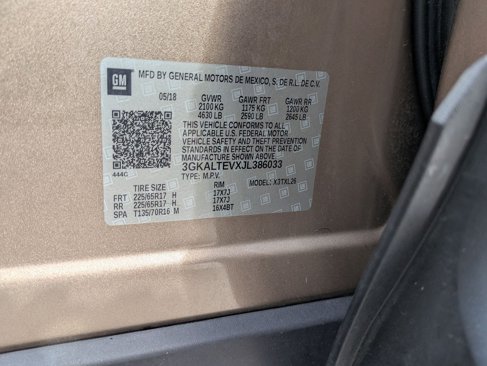 GM MFD BY GENERAL MOTORS DE MEXICO, S. DE R.L. DE C.V.
05/18 GVWR GAWR FRT GAWR RR
2100 KG 1175 KG 1200 KG
4630 LB 2590 LB 2645 LB
THIS VEHICLE CONFORMS TO ALL
APPLICABLE U.S. FEDERAL MOTOR
VEHICLE SAFETY AND THEFT PREVENTION
STANDARDS IN EFFECT ON THE DATE OF
MANUFACTURE SHOWN ABOVE.
444G 3GKALTEVXJL386033
TYPE: M.P.V. MODEL: X3TXL26
TIRE SIZE RIM
FRT 225/65R17 H 17X7J
RR 225/65R17 H 17X7J
SPA T135/70R16 M 16X4BT